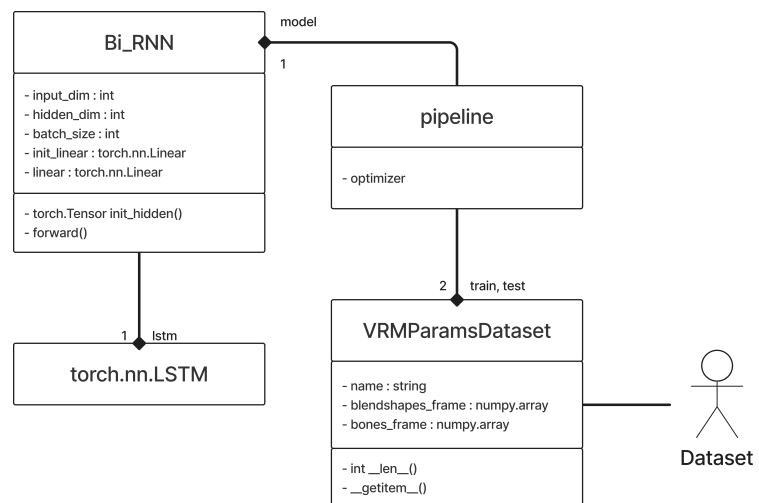 Bi_RNN
- input_dim : int
- hidden_dim : int
- batch_size : int
- init_linear : torch.nn.Linear
- linear : torch.nn.Linear
- torch.Tensor init_hidden()
- forward()
model
1
pipeline
- optimizer
1 lstm
torch.nn.LSTM
2 train, test
VRMParamsDataset
- name : string
- blendshapes_frame : numpy.array
- bones_frame : numpy.array
- int __len__()
- __getitem__()
Dataset